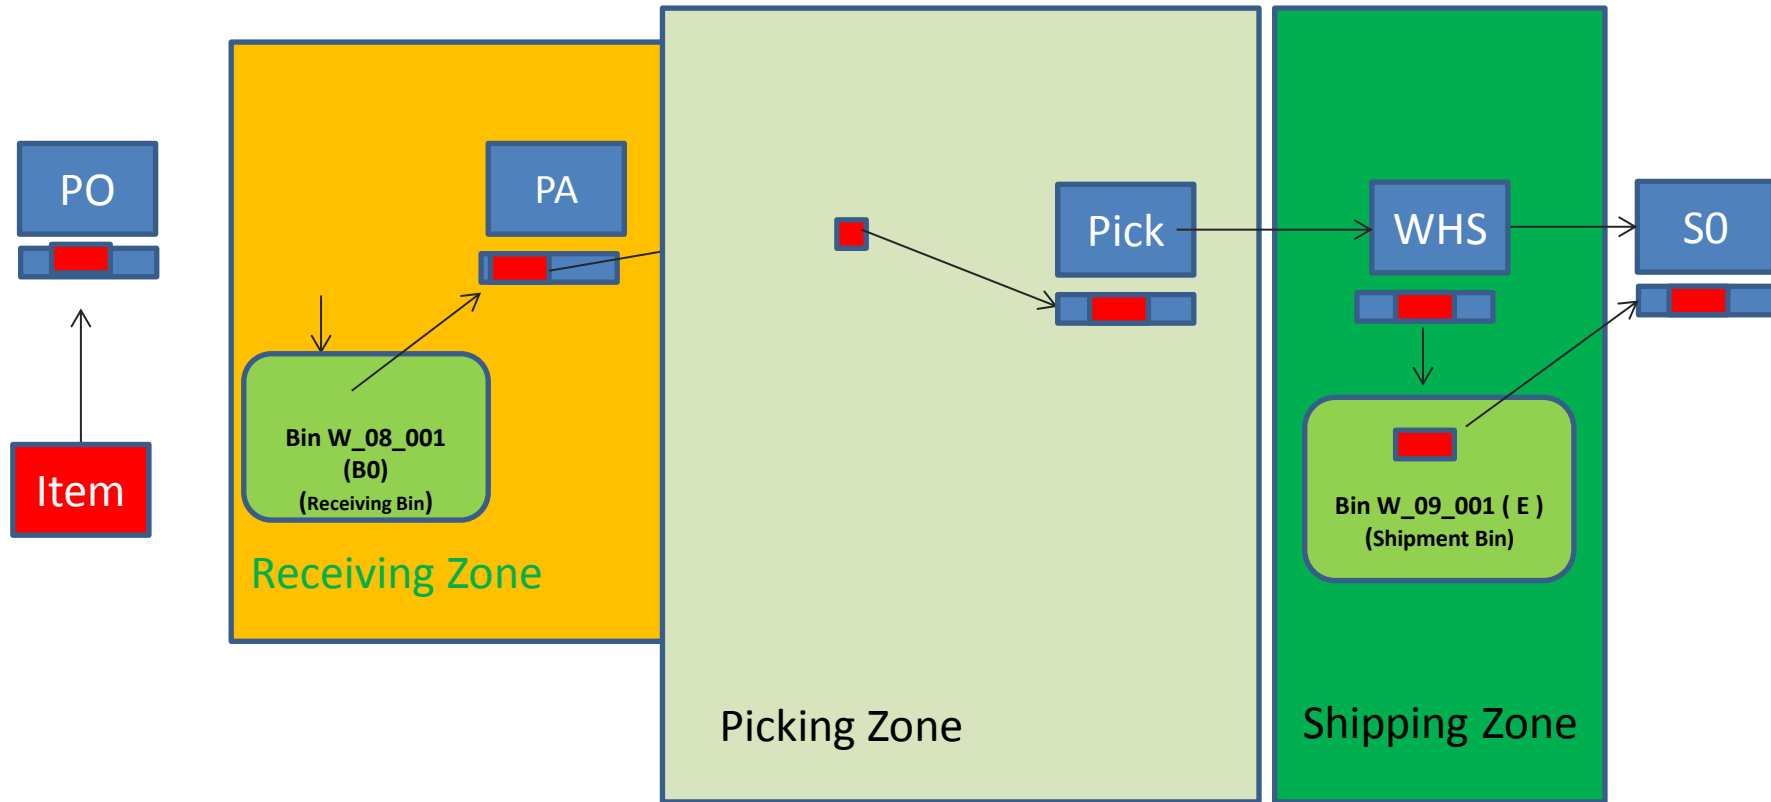 PO
Item
PA
Bin W_08_001
(B0)
(Receiving Bin)
Receiving Zone
Pick
Picking Zone
WHS
Bin W_09_001 ( E )
(Shipment Bin)
Shipping Zone
S0